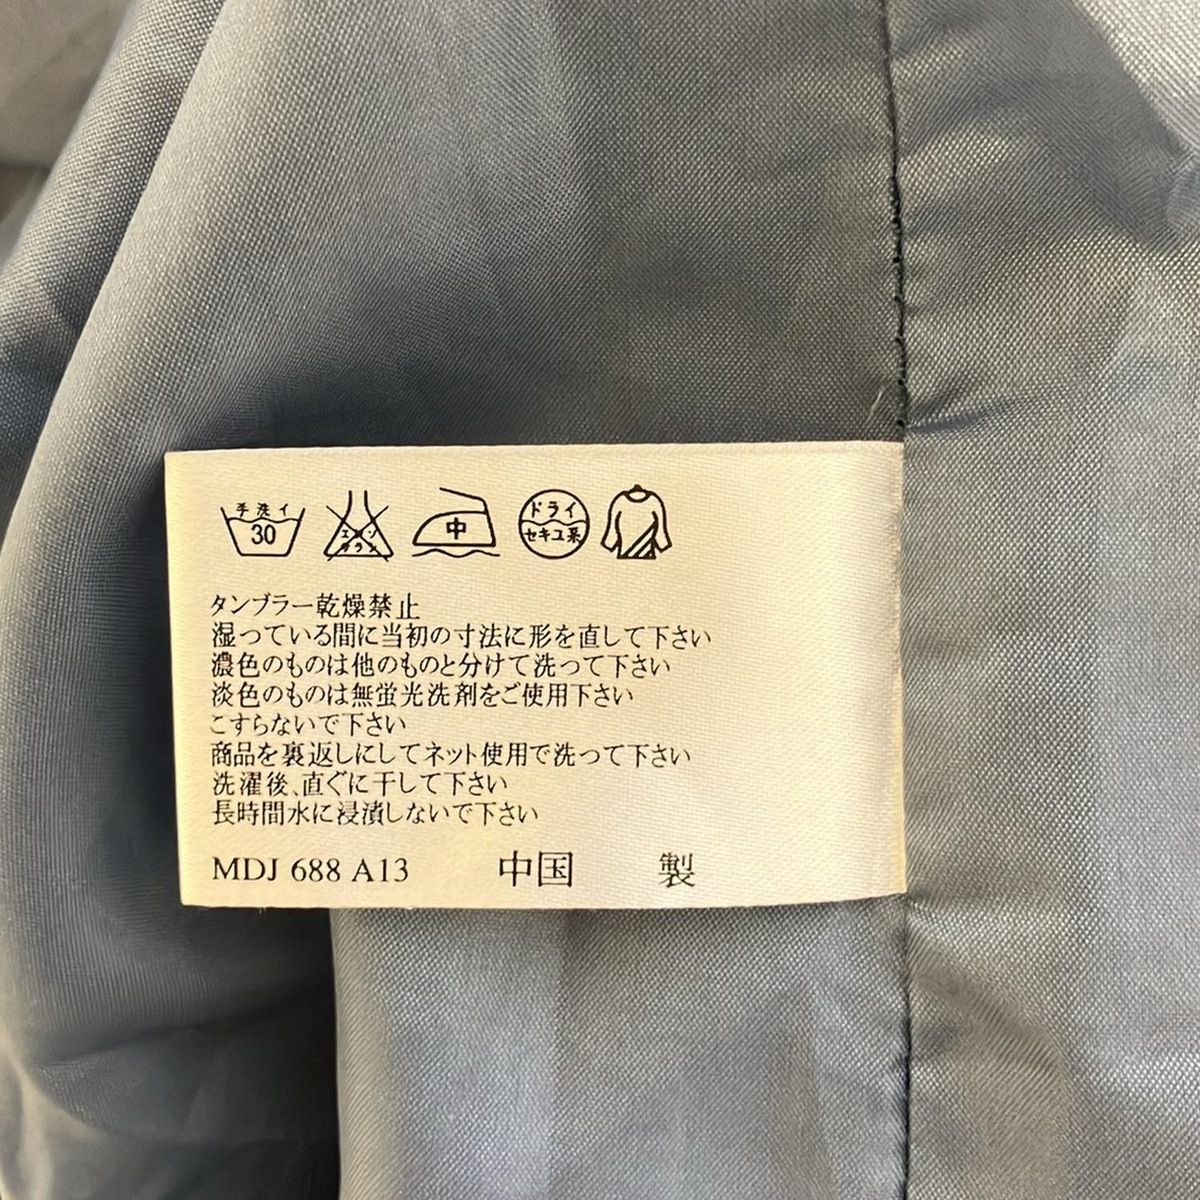 手洗イ
30
エンソ
サラシ
中
ドライ
セキユ系
タンブラー乾燥禁止
湿っている間に当初の寸法に形を直して下さい
濃色のものは他のものと分けて洗って下さい
淡色のものは無蛍光洗剤をご使用下さい
こすらないで下さい
商品を裏返しにしてネット使用で洗って下さい
洗濯後、直ぐに干して下さい
長時間水に浸漬しないで下さい
MDJ 688 A13 中国 製